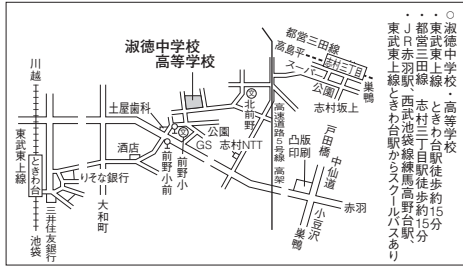 ○淑徳中学校・高等学校
・東武東上線 ときわ台駅徒歩約15分
・都営三田線 志村三丁目駅徒歩約15分
・JR赤羽駅、西武池袋線練馬高野台駅、
東武東上線ときわ台駅からスクールバスあり
都営三田線
高島平
志村三丁目
巣鴨
スーパー
公園
志村坂上
淑徳中学校
高等学校
文
北前野
高速道路5号線 高架
土屋歯科
公園
文
GS
志村NTT
前野小
前野小前
酒店
凸版
印刷
戸田橋
中仙道
赤羽
小豆沢
巣鴨
川越
東武東上線
ときわ台
池袋
りそな銀行
三井住友銀行
大和町